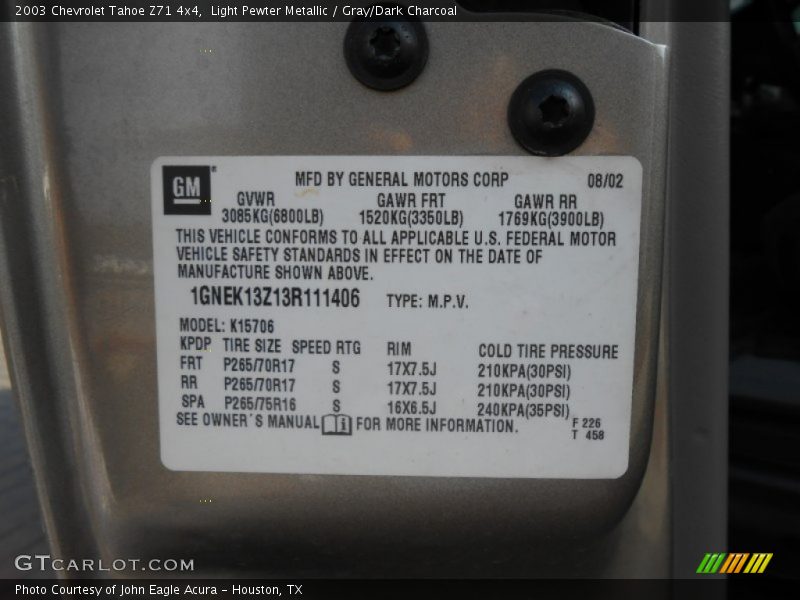 2003 Chevrolet Tahoe Z71 4x4,  Light Pewter Metallic / Gray/Dark Charcoal
GM
MFD BY GENERAL MOTORS CORP 08/02
GVWR GAWR FRT GAWR RR
3085KG(6800LB) 1520KG(3350LB) 1769KG(3900LB)
THIS VEHICLE CONFORMS TO ALL APPLICABLE U.S. FEDERAL MOTOR
VEHICLE SAFETY STANDARDS IN EFFECT ON THE DATE OF
MANUFACTURE SHOWN ABOVE.
1GNEK13Z13R111406 TYPE: M.P.V.
MODEL: K15706
KPDP TIRE SIZE SPEED RTG RIM COLD TIRE PRESSURE
FRT P265/70R17 S 17X7.5J 210KPA(30PSI)
RR P265/70R17 S 17X7.5J 210KPA(30PSI)
SPA P265/75R16 S 16X6.5J 240KPA(35PSI)
SEE OWNER'S MANUAL FOR MORE INFORMATION.
F 226
T 458
GTCARLOT.COM
Photo Courtesy of John Eagle Acura - Houston, TX